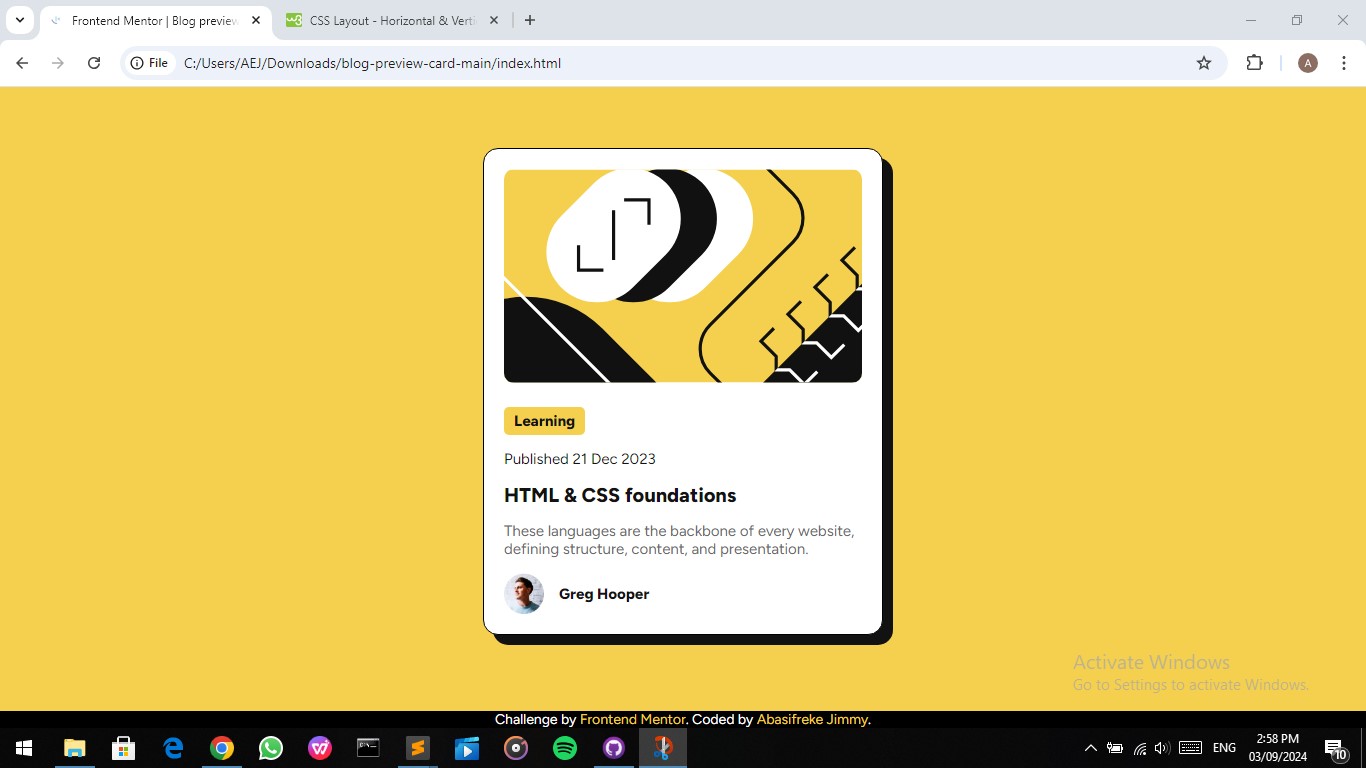 Frontend Mentor | Blog preview
CSS Layout - Horizontal & Verti
File
C:/Users/AEJ/Downloads/blog-preview-card-main/index.html
A
Learning
Published 21 Dec 2023
HTML & CSS foundations
These languages are the backbone of every website,
defining structure, content, and presentation.
Greg Hooper
Activate Windows
Go to Settings to activate Windows.
Challenge by Frontend Mentor. Coded by Abasifreke Jimmy.
ENG
2:58 PM
03/09/2024
10